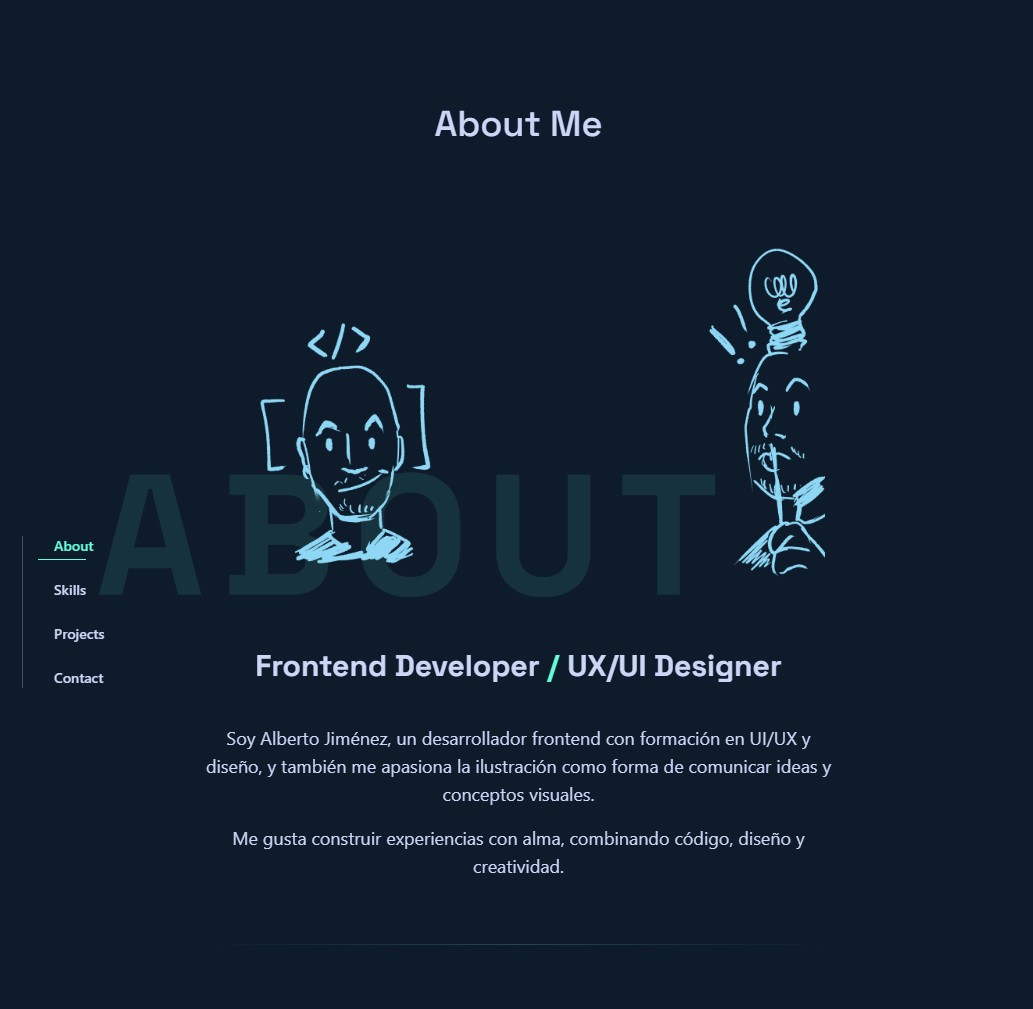 About Me
</>
[ ]
ABOUT
About
Skills
Projects
Contact
Frontend Developer / UX/UI Designer
Soy Alberto Jiménez, un desarrollador frontend con formación en UI/UX y
diseño, y también me apasiona la ilustración como forma de comunicar ideas y
conceptos visuales.
Me gusta construir experiencias con alma, combinando código, diseño y
creatividad.